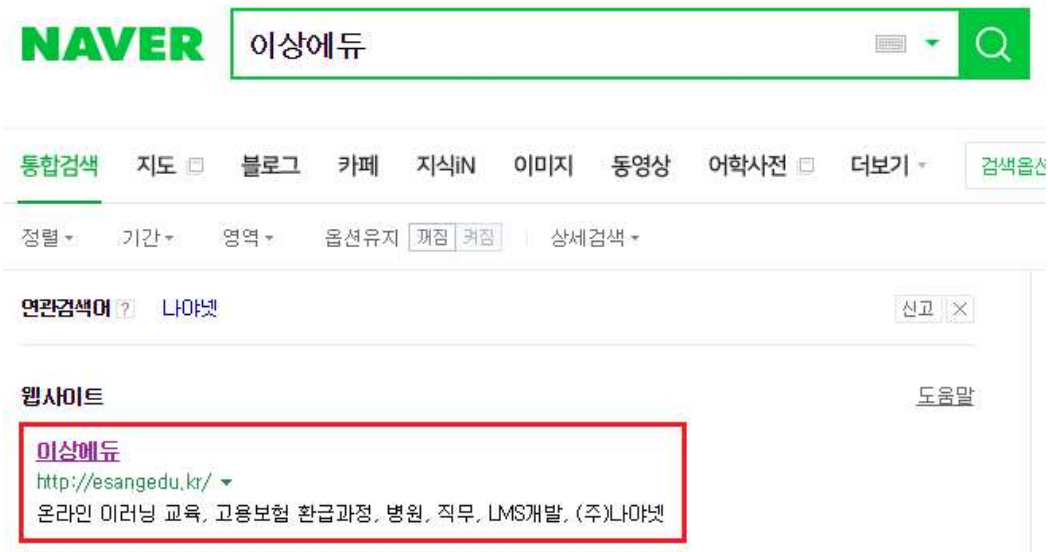 NAVER 이상에듀
통합검색 지도 블로그 카페 지식iN 이미지 동영상 어학사전 더보기 검색옵션
정렬 기간 영역 옵션유지 꺼짐 켜짐 상세검색
연관검색어 ? 나야넷 신고 ×
웹사이트 도움말
이상에듀
http://esangedu.kr/
온라인 이러닝 교육, 고용보험 환급과정, 병원, 직무, LMS개발, (주)나야넷